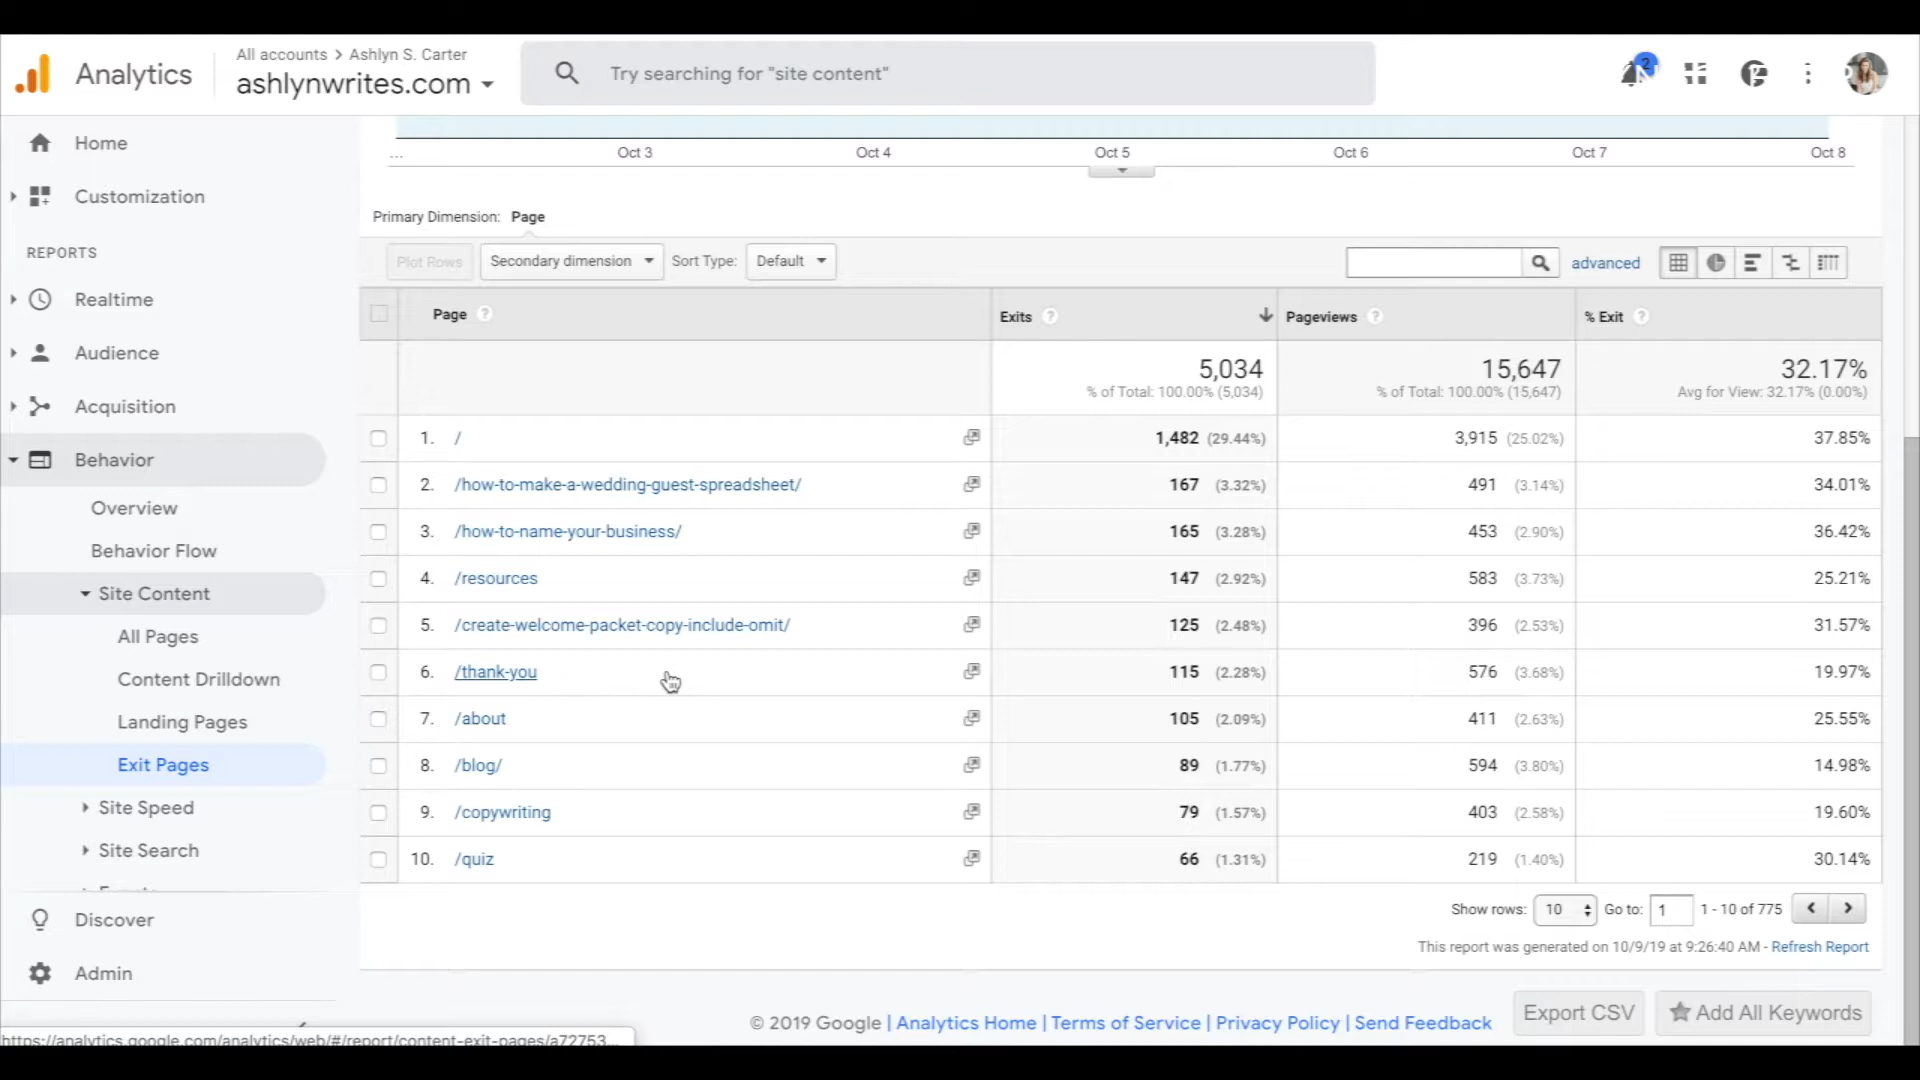 Analytics
All accounts > Ashlyn S. Carter
ashlynwrites.com
Try searching for "site content"
2
Home
Customization
REPORTS
Realtime
Audience
Acquisition
Behavior
Overview
Behavior Flow
Site Content
All Pages
Content Drilldown
Landing Pages
Exit Pages
Site Speed
Site Search
Discover
Admin
... Oct 3 Oct 4 Oct 5 Oct 6 Oct 7 Oct 8
Primary Dimension: Page
Plot Rows Secondary dimension Sort Type: Default advanced
Page ? Exits ? Pageviews ? % Exit ?
5,034 15,647 32.17%
% of Total: 100.00% (5,034) % of Total: 100.00% (15,647) Avg for View: 32.17% (0.00%)
1. / 1,482 (29.44%) 3,915 (25.02%) 37.85%
2. /how-to-make-a-wedding-guest-spreadsheet/ 167 (3.32%) 491 (3.14%) 34.01%
3. /how-to-name-your-business/ 165 (3.28%) 453 (2.90%) 36.42%
4. /resources 147 (2.92%) 583 (3.73%) 25.21%
5. /create-welcome-packet-copy-include-omit/ 125 (2.48%) 396 (2.53%) 31.57%
6. /thank-you 115 (2.28%) 576 (3.68%) 19.97%
7. /about 105 (2.09%) 411 (2.63%) 25.55%
8. /blog/ 89 (1.77%) 594 (3.80%) 14.98%
9. /copywriting 79 (1.57%) 403 (2.58%) 19.60%
10. /quiz 66 (1.31%) 219 (1.40%) 30.14%
Show rows: 10 Go to: 1 1 - 10 of 775
This report was generated on 10/9/19 at 9:26:40 AM - Refresh Report
© 2019 Google | Analytics Home | Terms of Service | Privacy Policy | Send Feedback
Export CSV Add All Keywords
https://analytics.google.com/analytics/web/#/report/content-exit-pages/a72753...